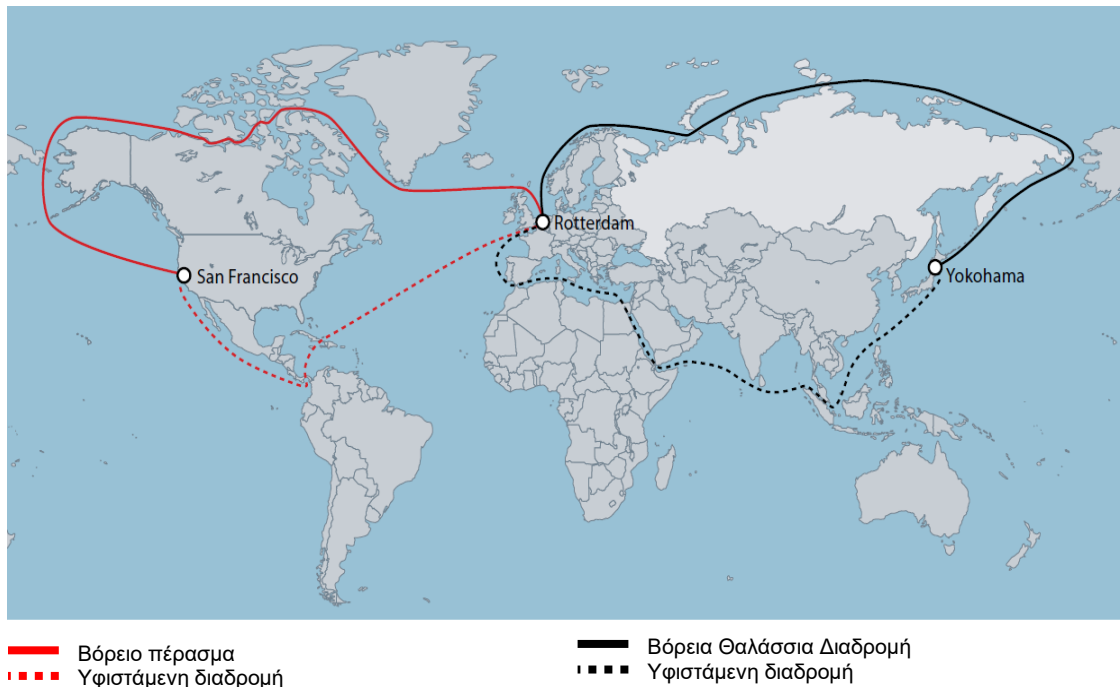 Rotterdam
San Francisco
Yokohama
Βόρειο πέρασμα
Υφιστάμενη διαδρομή
Βόρεια Θαλάσσια Διαδρομή
Υφιστάμενη διαδρομή